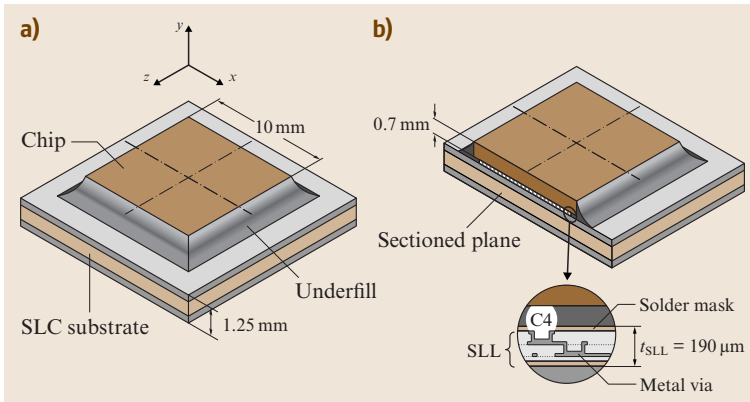 a)
y
z
x
10 mm
Chip
Underfill
SLC substrate
1.25 mm
b)
0.7 mm
Sectioned plane
C4
Solder mask
SLL
tSLL = 190 μm
Metal via